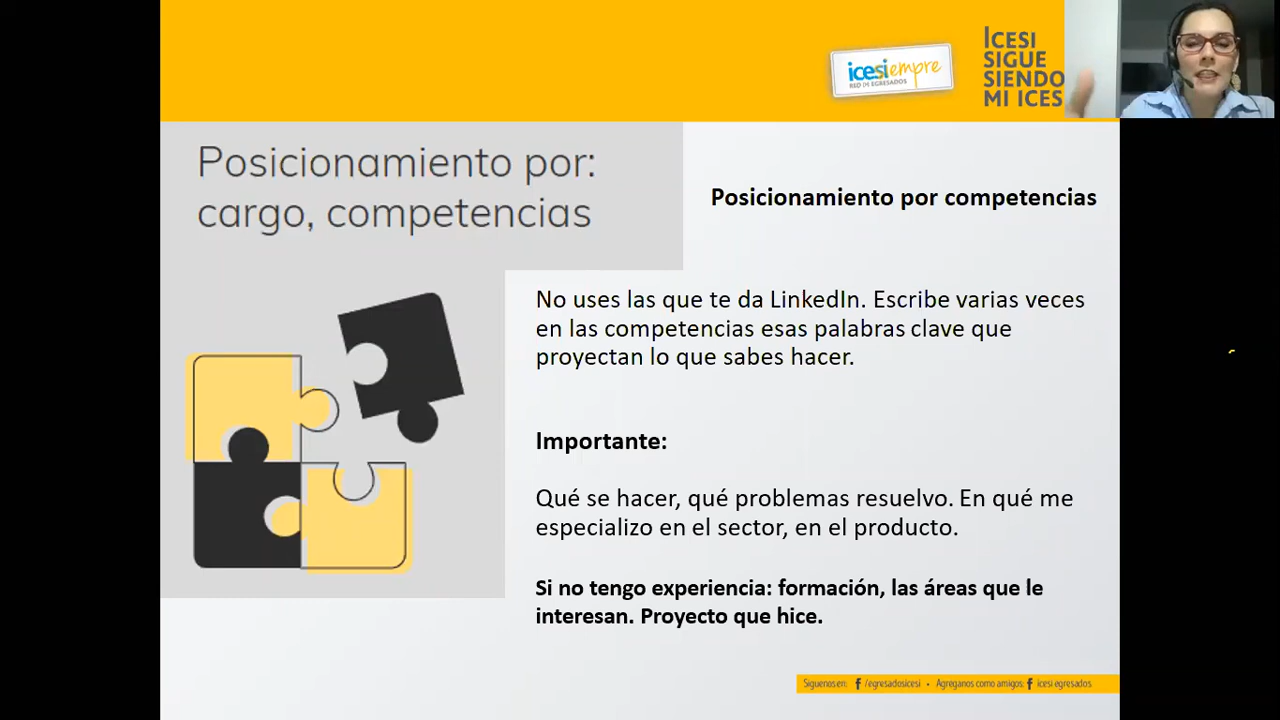 icesiempre
RED DE EGRESADOS
ICESI
SIGUE
SIENDO
MI ICES
Posicionamiento por:
cargo, competencias
Posicionamiento por competencias
No uses las que te da LinkedIn. Escribe varias veces
en las competencias esas palabras clave que
proyectan lo que sabes hacer.
Importante:
Qué se hacer, qué problemas resuelvo. En qué me
especializo en el sector, en el producto.
Si no tengo experiencia: formación, las áreas que le
interesan. Proyecto que hice.
Siguenos en: f /egresadosicesi • Agreganos como amigos: f icesi egresados